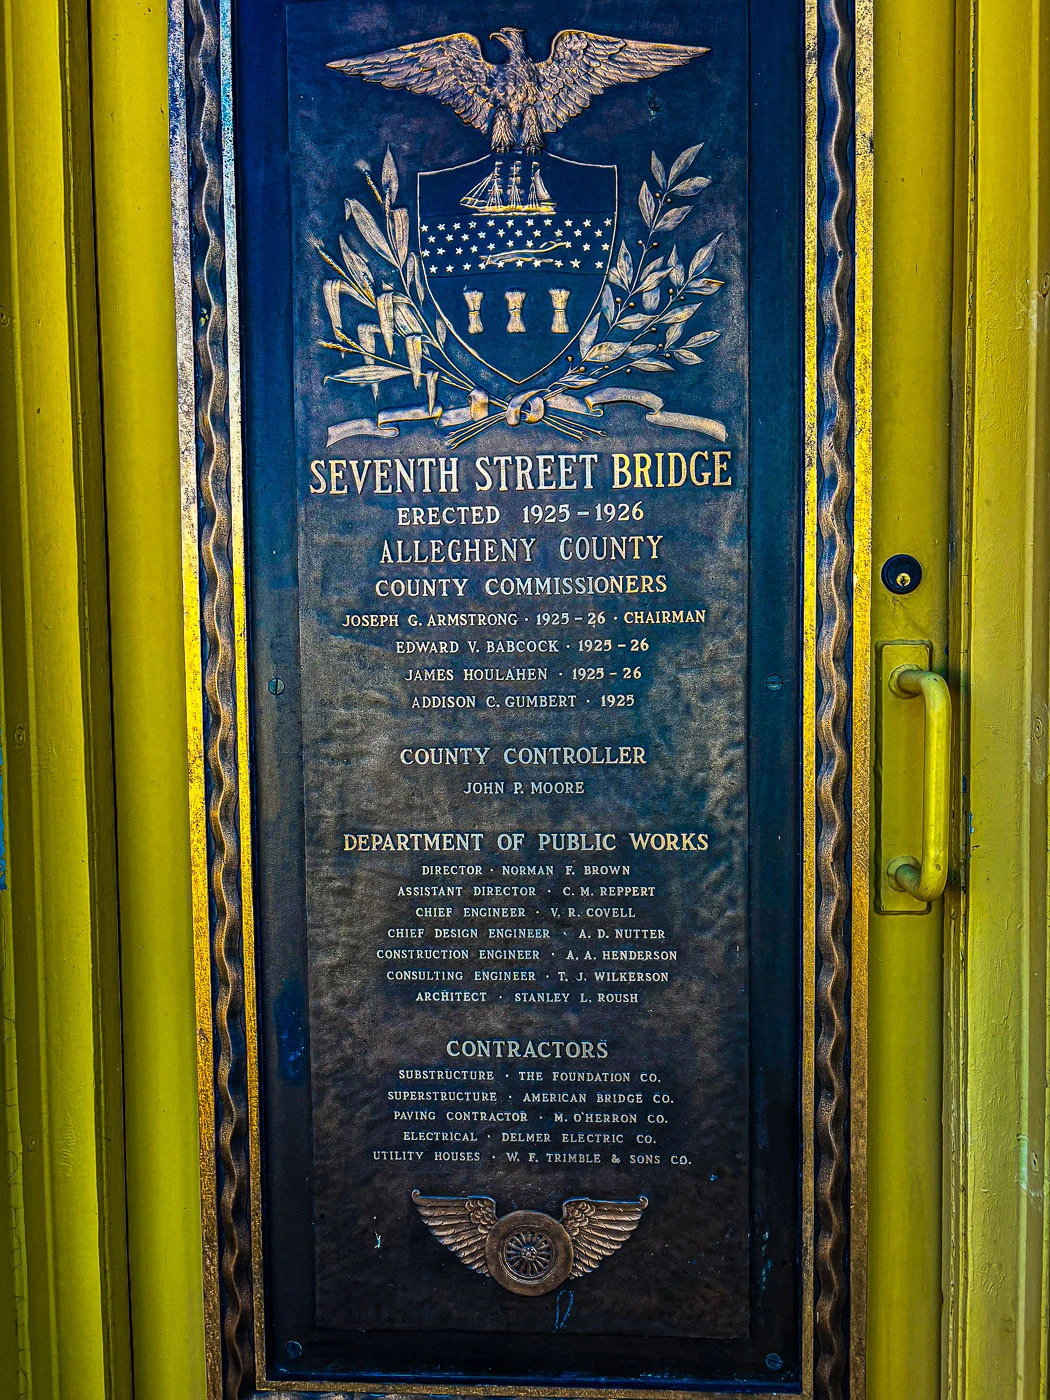 SEVENTH STREET BRIDGE
ERECTED 1925-1926
ALLEGHENY COUNTY
COUNTY COMMISSIONERS
JOSEPH G. ARMSTRONG · 1925-26 · CHAIRMAN
EDWARD V. BABCOCK · 1925-26
JAMES HOULAHEN · 1925-26
ADDISON C. GUMBERT · 1925
COUNTY CONTROLLER
JOHN P. MOORE
DEPARTMENT OF PUBLIC WORKS
DIRECTOR · NORMAN F. BROWN
ASSISTANT DIRECTOR · C. M. REPPERT
CHIEF ENGINEER · V. R. COVELL
CHIEF DESIGN ENGINEER · A. D. NUTTER
CONSTRUCTION ENGINEER · A. A. HENDERSON
CONSULTING ENGINEER · T. J. WILKERSON
ARCHITECT · STANLEY L. ROUSH
CONTRACTORS
SUBSTRUCTURE · THE FOUNDATION CO.
SUPERSTRUCTURE · AMERICAN BRIDGE CO.
PAVING CONTRACTOR · M. O'HERRON CO.
ELECTRICAL · DELMER ELECTRIC CO.
UTILITY HOUSES · W. F. TRIMBLE & SONS CO.